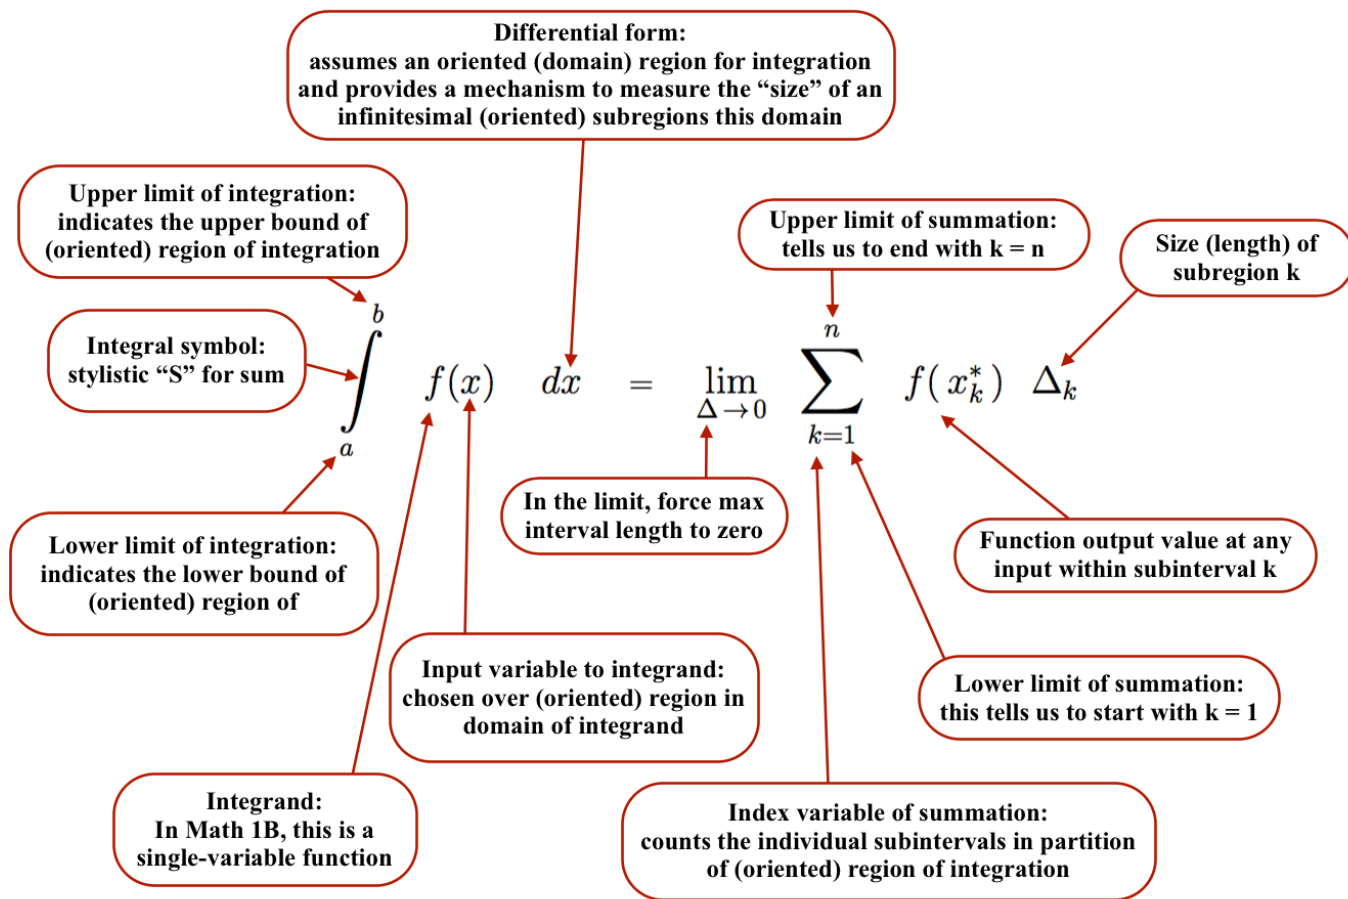 Differential form:
assumes an oriented (domain) region for integration
and provides a mechanism to measure the “size” of an
infinitesimal (oriented) subregions this domain
Upper limit of integration:
indicates the upper bound of
(oriented) region of integration
Upper limit of summation:
tells us to end with k = n
Size (length) of
subregion k
Integral symbol:
stylistic “S” for sum
b
∫ f(x) dx = lim ∑ f( x_k^* ) Δ_k
a
n
Δ→0
k=1
In the limit, force max
interval length to zero
Lower limit of integration:
indicates the lower bound of
(oriented) region of
Function output value at any
input within subinterval k
Input variable to integrand:
chosen over (oriented) region in
domain of integrand
Lower limit of summation:
this tells us to start with k = 1
Integrand:
In Math 1B, this is a
single-variable function
Index variable of summation:
counts the individual subintervals in partition
of (oriented) region of integration